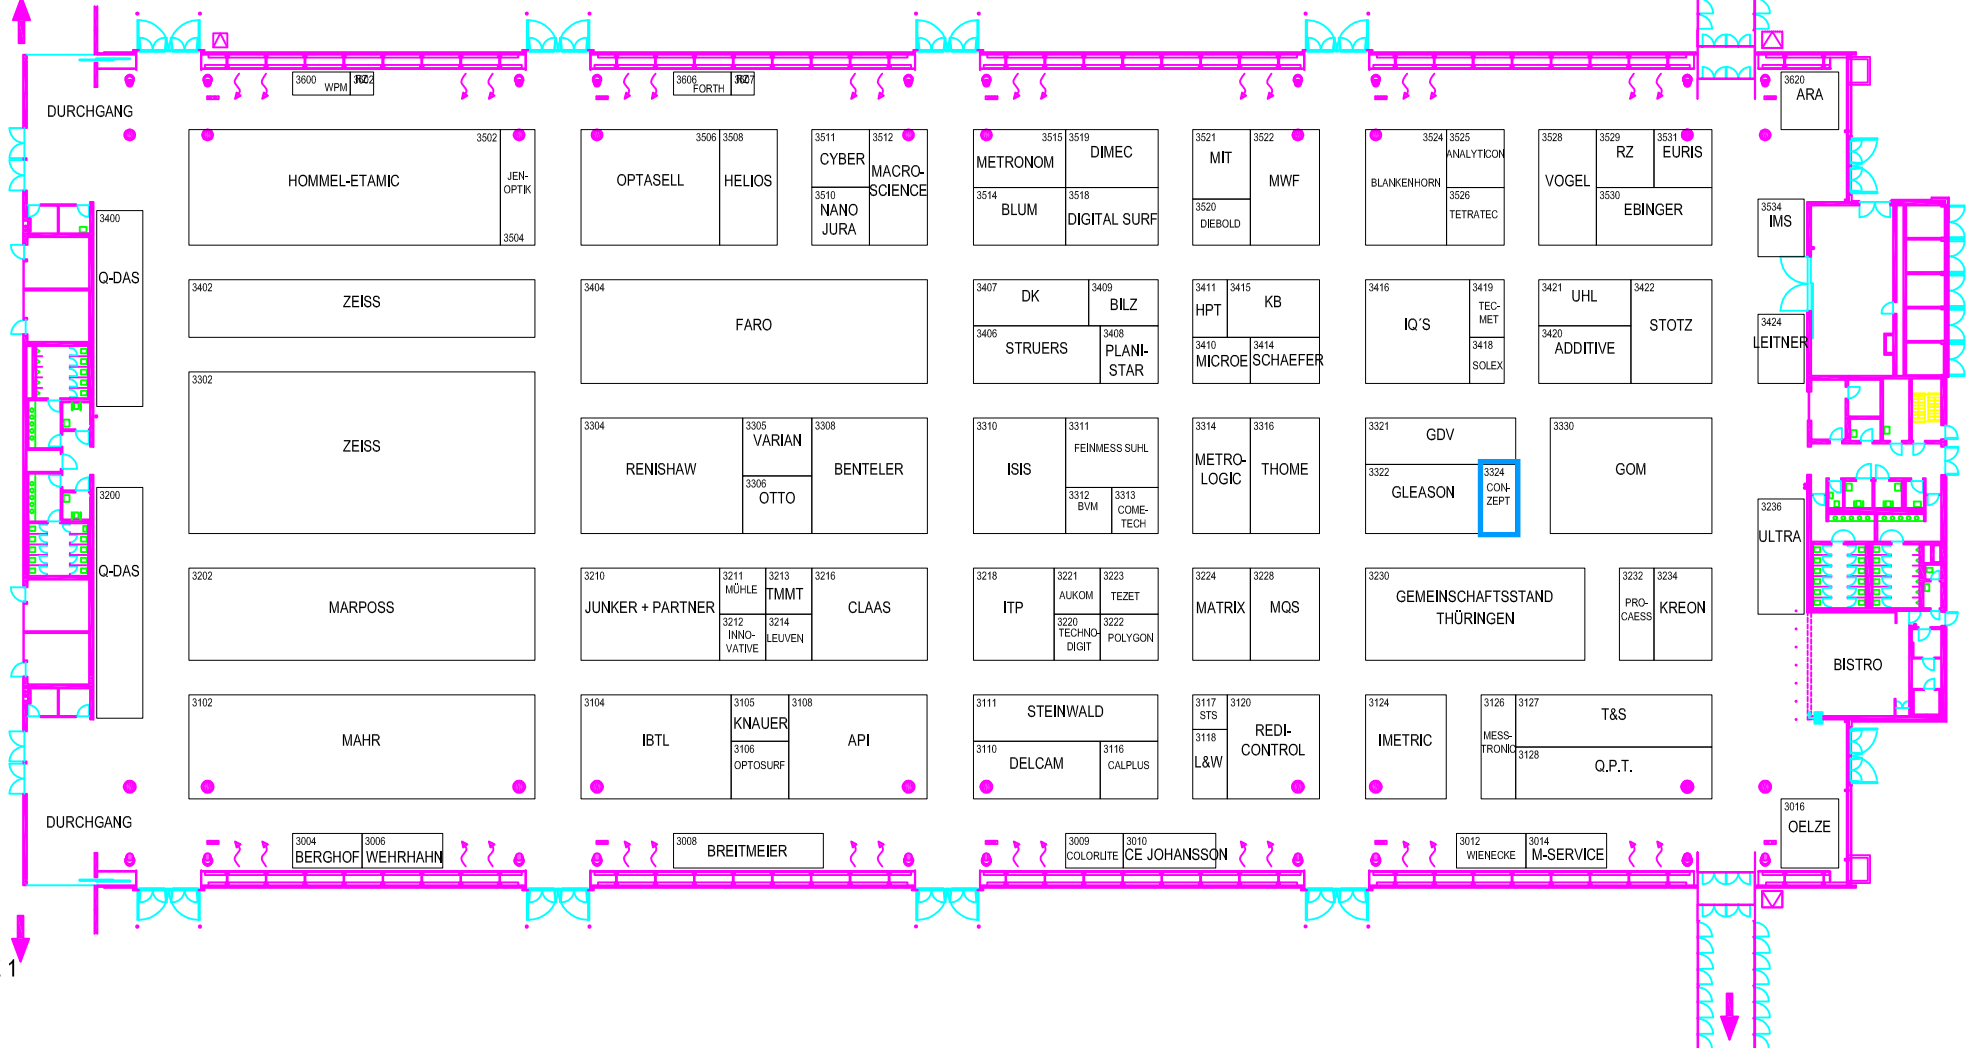 3600
WPM
3602
RZ
3606
FORTH
3607
RZ
3620
ARA
DURCHGANG
3502
HOMMEL-ETAMIC
JEN-
OPTIK
3504
3506
OPTASELL
3508
HELIOS
3511
CYBER
3510
NANO
JURA
3512
MACRO-
SCIENCE
3515
METRONOM
3519
DIMEC
3514
BLUM
3518
DIGITAL SURF
3521
MIT
3520
DIEBOLD
3522
MWF
3524
BLANKENHORN
3525
ANALYTICON
3526
TETRATEC
3528
VOGEL
3529
RZ
3531
EURIS
3530
EBINGER
3534
IMS
3400
Q-DAS
3402
ZEISS
3404
FARO
3407
DK
3409
BILZ
3406
STRUERS
3408
PLANI-
STAR
3411
HPT
3415
KB
3410
MICROE
3414
SCHAEFER
3416
IQ´S
3419
TEC-
MET
3418
SOLEX
3421
UHL
3420
ADDITIVE
3422
STOTZ
3424
LEITNER
3302
ZEISS
3304
RENISHAW
3305
VARIAN
3306
OTTO
3308
BENTELER
3310
ISIS
3311
FEINMESS SUHL
3312
BVM
3313
COME-
TECH
3314
METRO-
LOGIC
3316
THOME
3321
GDV
3322
GLEASON
3324
CON-
ZEPT
3330
GOM
3236
ULTRA
3200
Q-DAS
3202
MARPOSS
3210
JUNKER + PARTNER
3211
MÜHLE
3213
TMMT
3212
INNO-
VATIVE
3214
LEUVEN
3216
CLAAS
3218
ITP
3221
AUKOM
3223
TEZET
3220
TECHNO-
DIGIT
3222
POLYGON
3224
MATRIX
3228
MQS
3230
GEMEINSCHAFTSSTAND
THÜRINGEN
3232
PRO-
CAESS
3234
KREON
BISTRO
3102
MAHR
3104
IBTL
3105
KNAUER
3106
OPTOSURF
3108
API
3111
STEINWALD
3110
DELCAM
3116
CALPLUS
3117
STS
3118
L&W
3120
REDI-
CONTROL
3124
IMETRIC
3126
MESS-
TRONIC
3127
T&S
3128
Q.P.T.
3016
OELZE
DURCHGANG
3004
BERGHOF
3006
WEHRHAHN
3008
BREITMEIER
3009
COLORLITE
3010
CE JOHANSSON
3012
WIENECKE
3014
M-SERVICE
1